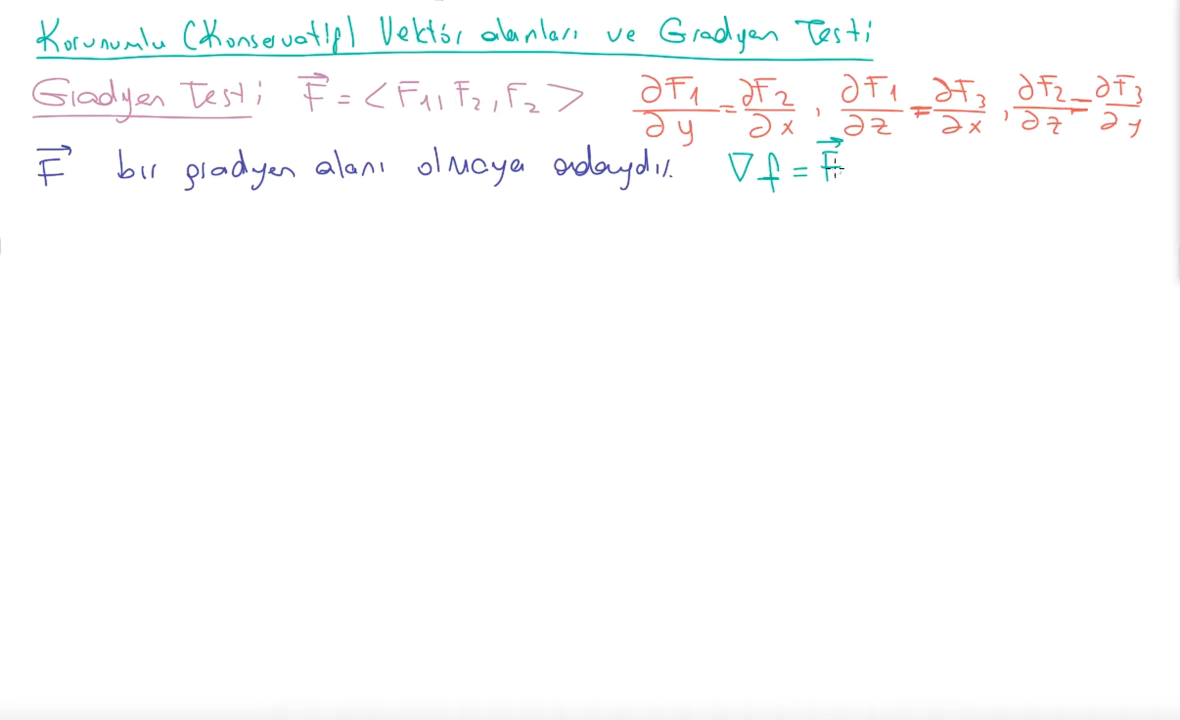 Korunumlu (Konservatif) Vektör alanları ve Gradyen Testi
Gradyen Testi: F⃗ = <F1, F2, F2> ∂F1/∂y = ∂F2/∂x , ∂F1/∂z = ∂F3/∂x , ∂F2/∂z = ∂F3/∂y
F⃗ bir gradyen alanı olmaya adaydır. ∇f = F⃗